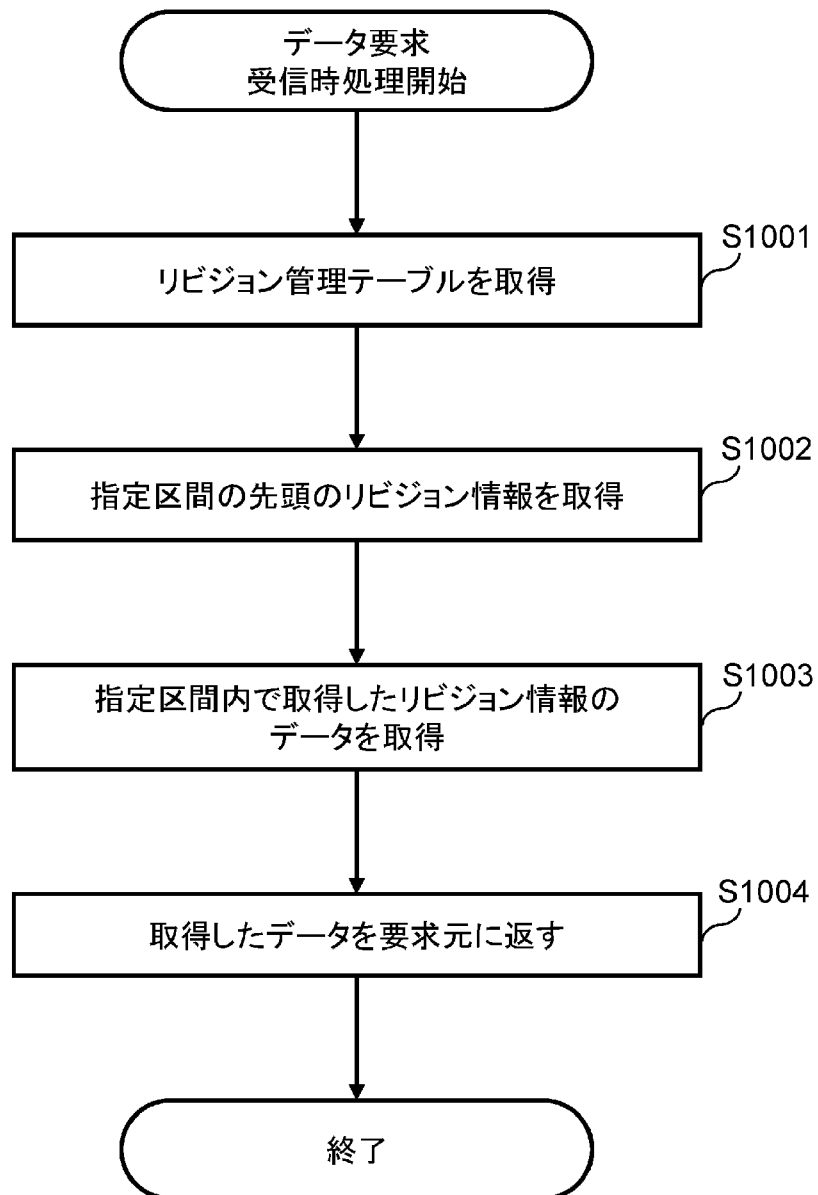 データ要求
受信時処理開始
S1001
リビジョン管理テーブルを取得
S1002
指定区間の先頭のリビジョン情報を取得
S1003
指定区間内で取得したリビジョン情報の
データを取得
S1004
取得したデータを要求元に返す
終了